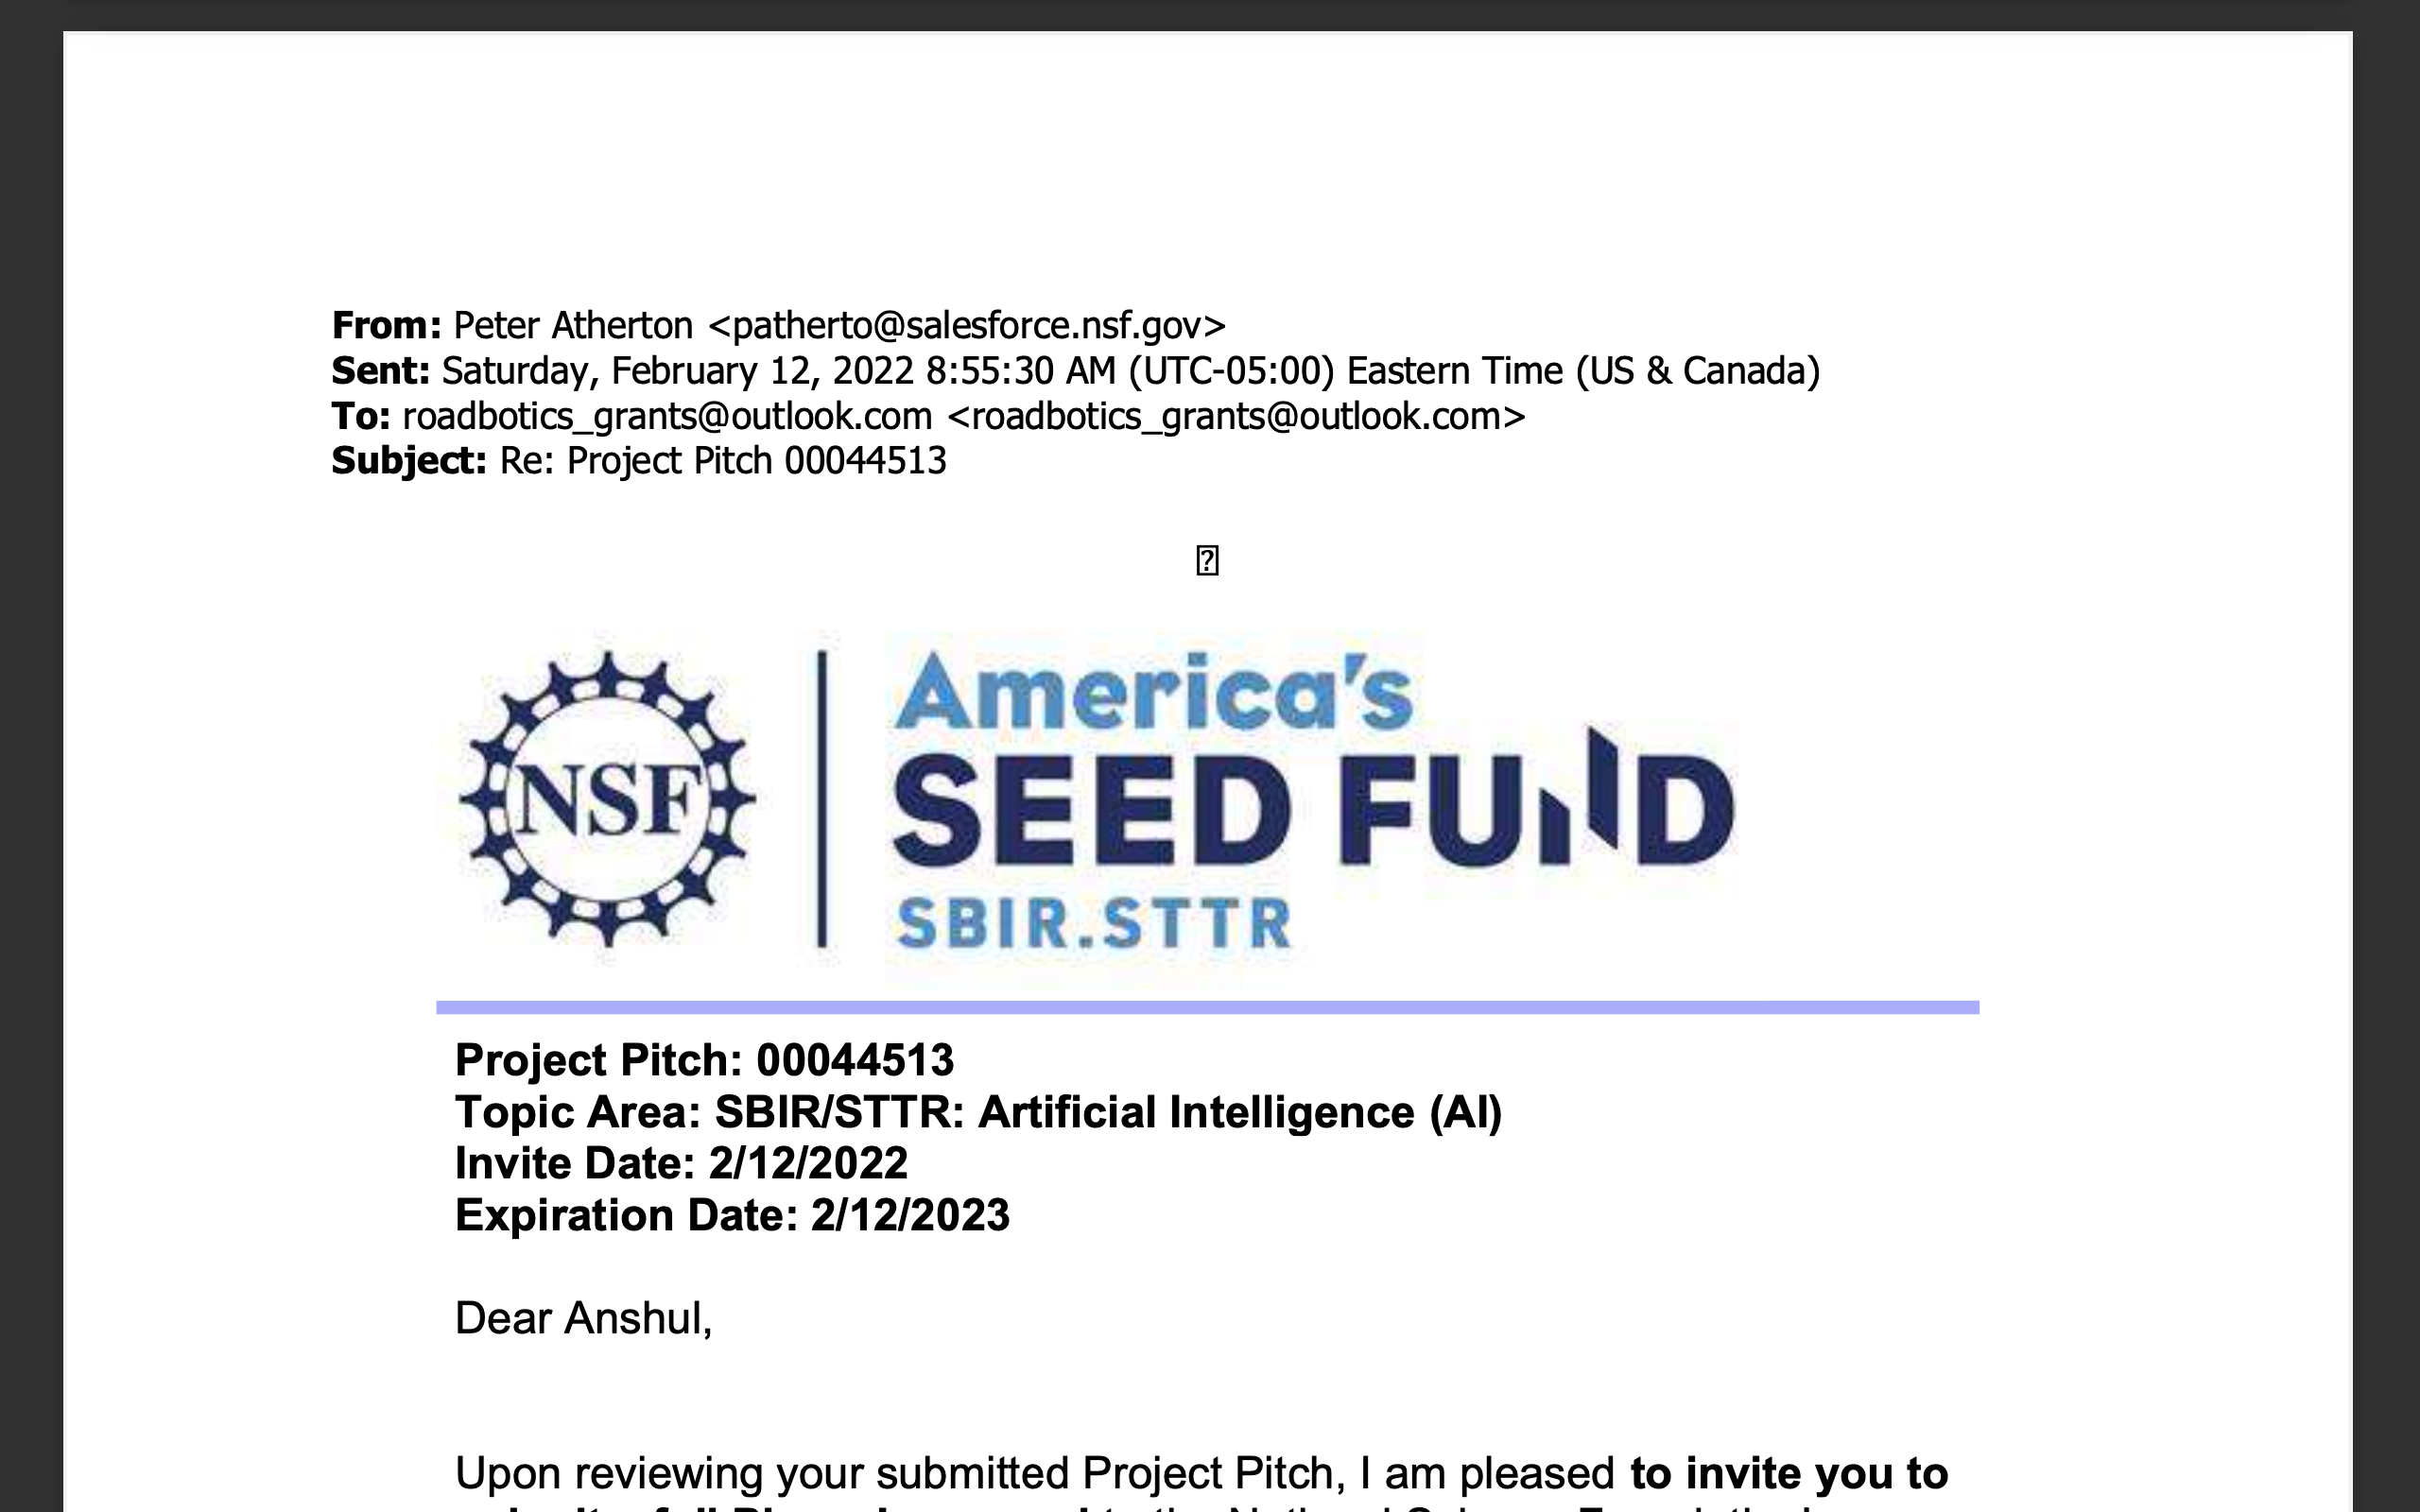 From: Peter Atherton <patherto@salesforce.nsf.gov>
Sent: Saturday, February 12, 2022 8:55:30 AM (UTC-05:00) Eastern Time (US & Canada)
To: roadbotics_grants@outlook.com <roadbotics_grants@outlook.com>
Subject: Re: Project Pitch 00044513
?
NSF
America's
SEED FUND
SBIR.STTR
Project Pitch: 00044513
Topic Area: SBIR/STTR: Artificial Intelligence (AI)
Invite Date: 2/12/2022
Expiration Date: 2/12/2023
Dear Anshul,
Upon reviewing your submitted Project Pitch, I am pleased to invite you to